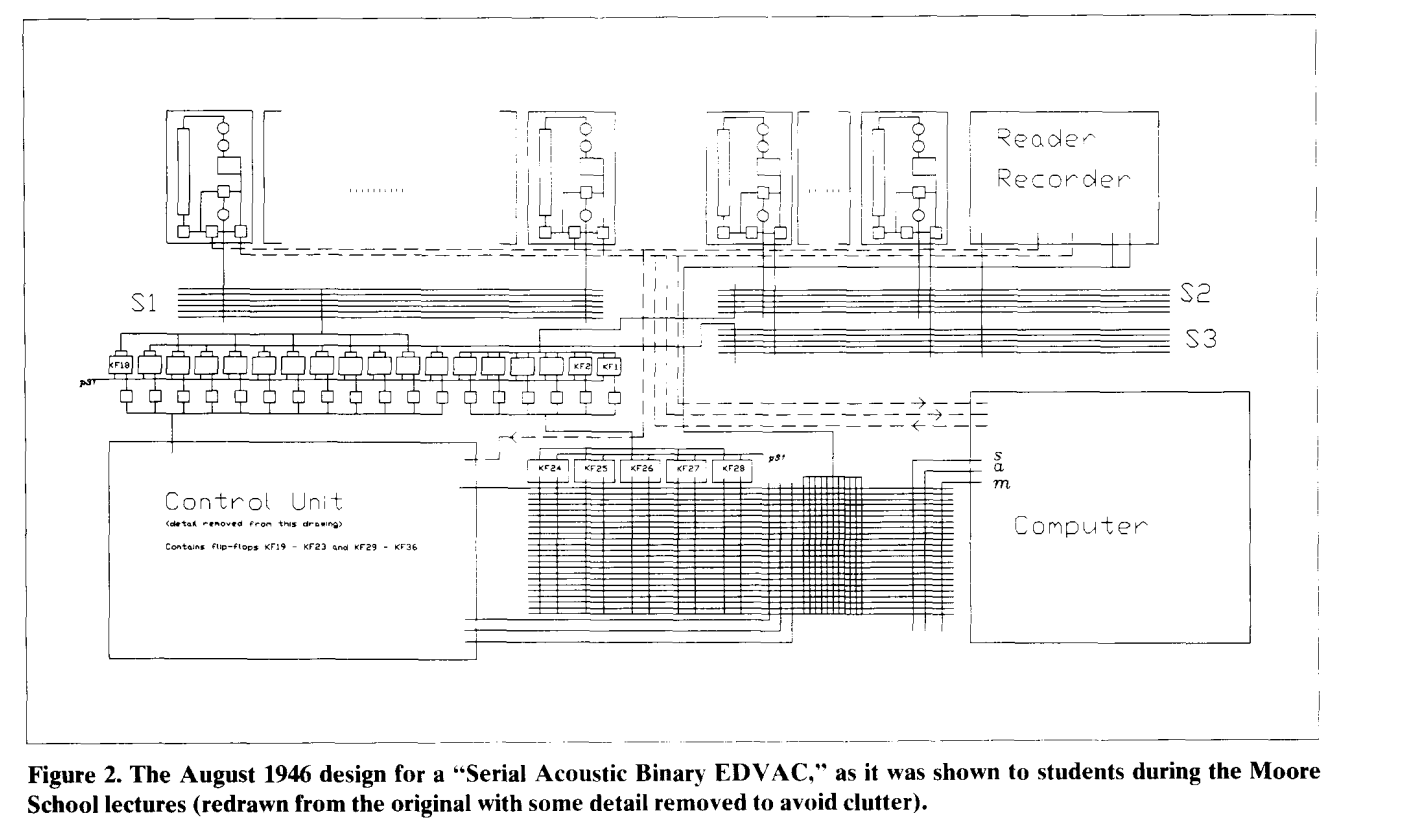 Reader
Recorder
S1
S2
S3
KF18
KF2
KF1
PS1
KF24
KF25
KF26
KF27
KF28
PS1
Control Unit
(detail removed from this drawing)
Contains flip-flops KF19 - KF23 and KF29 - KF36
s
a
m
Computer
Figure 2. The August 1946 design for a “Serial Acoustic Binary EDVAC,” as it was shown to students during the Moore
School lectures (redrawn from the original with some detail removed to avoid clutter).